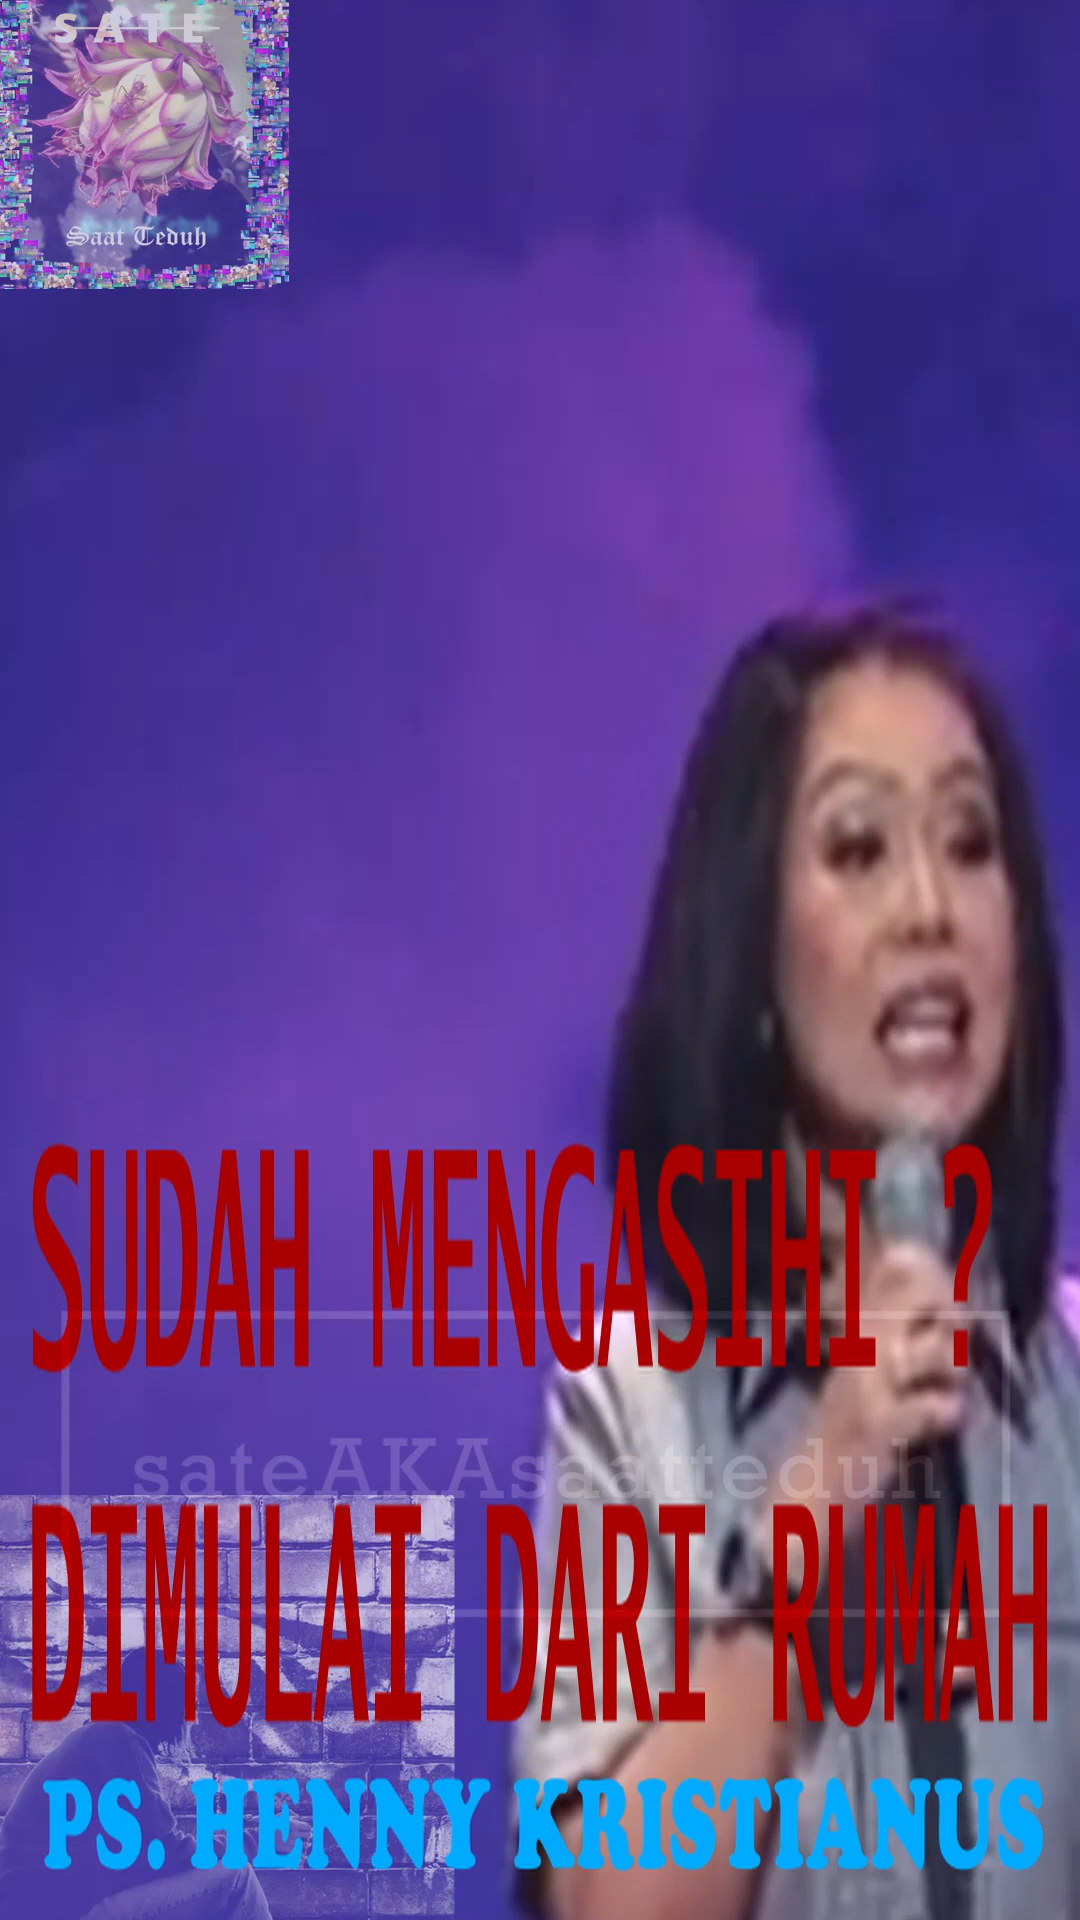 SATE
Saat Teduh
SUDAH MENGASIHI ?
sateAKAsaatteduh
DIMULAI DARI RUMAH
PS. HENNY KRISTIANUS